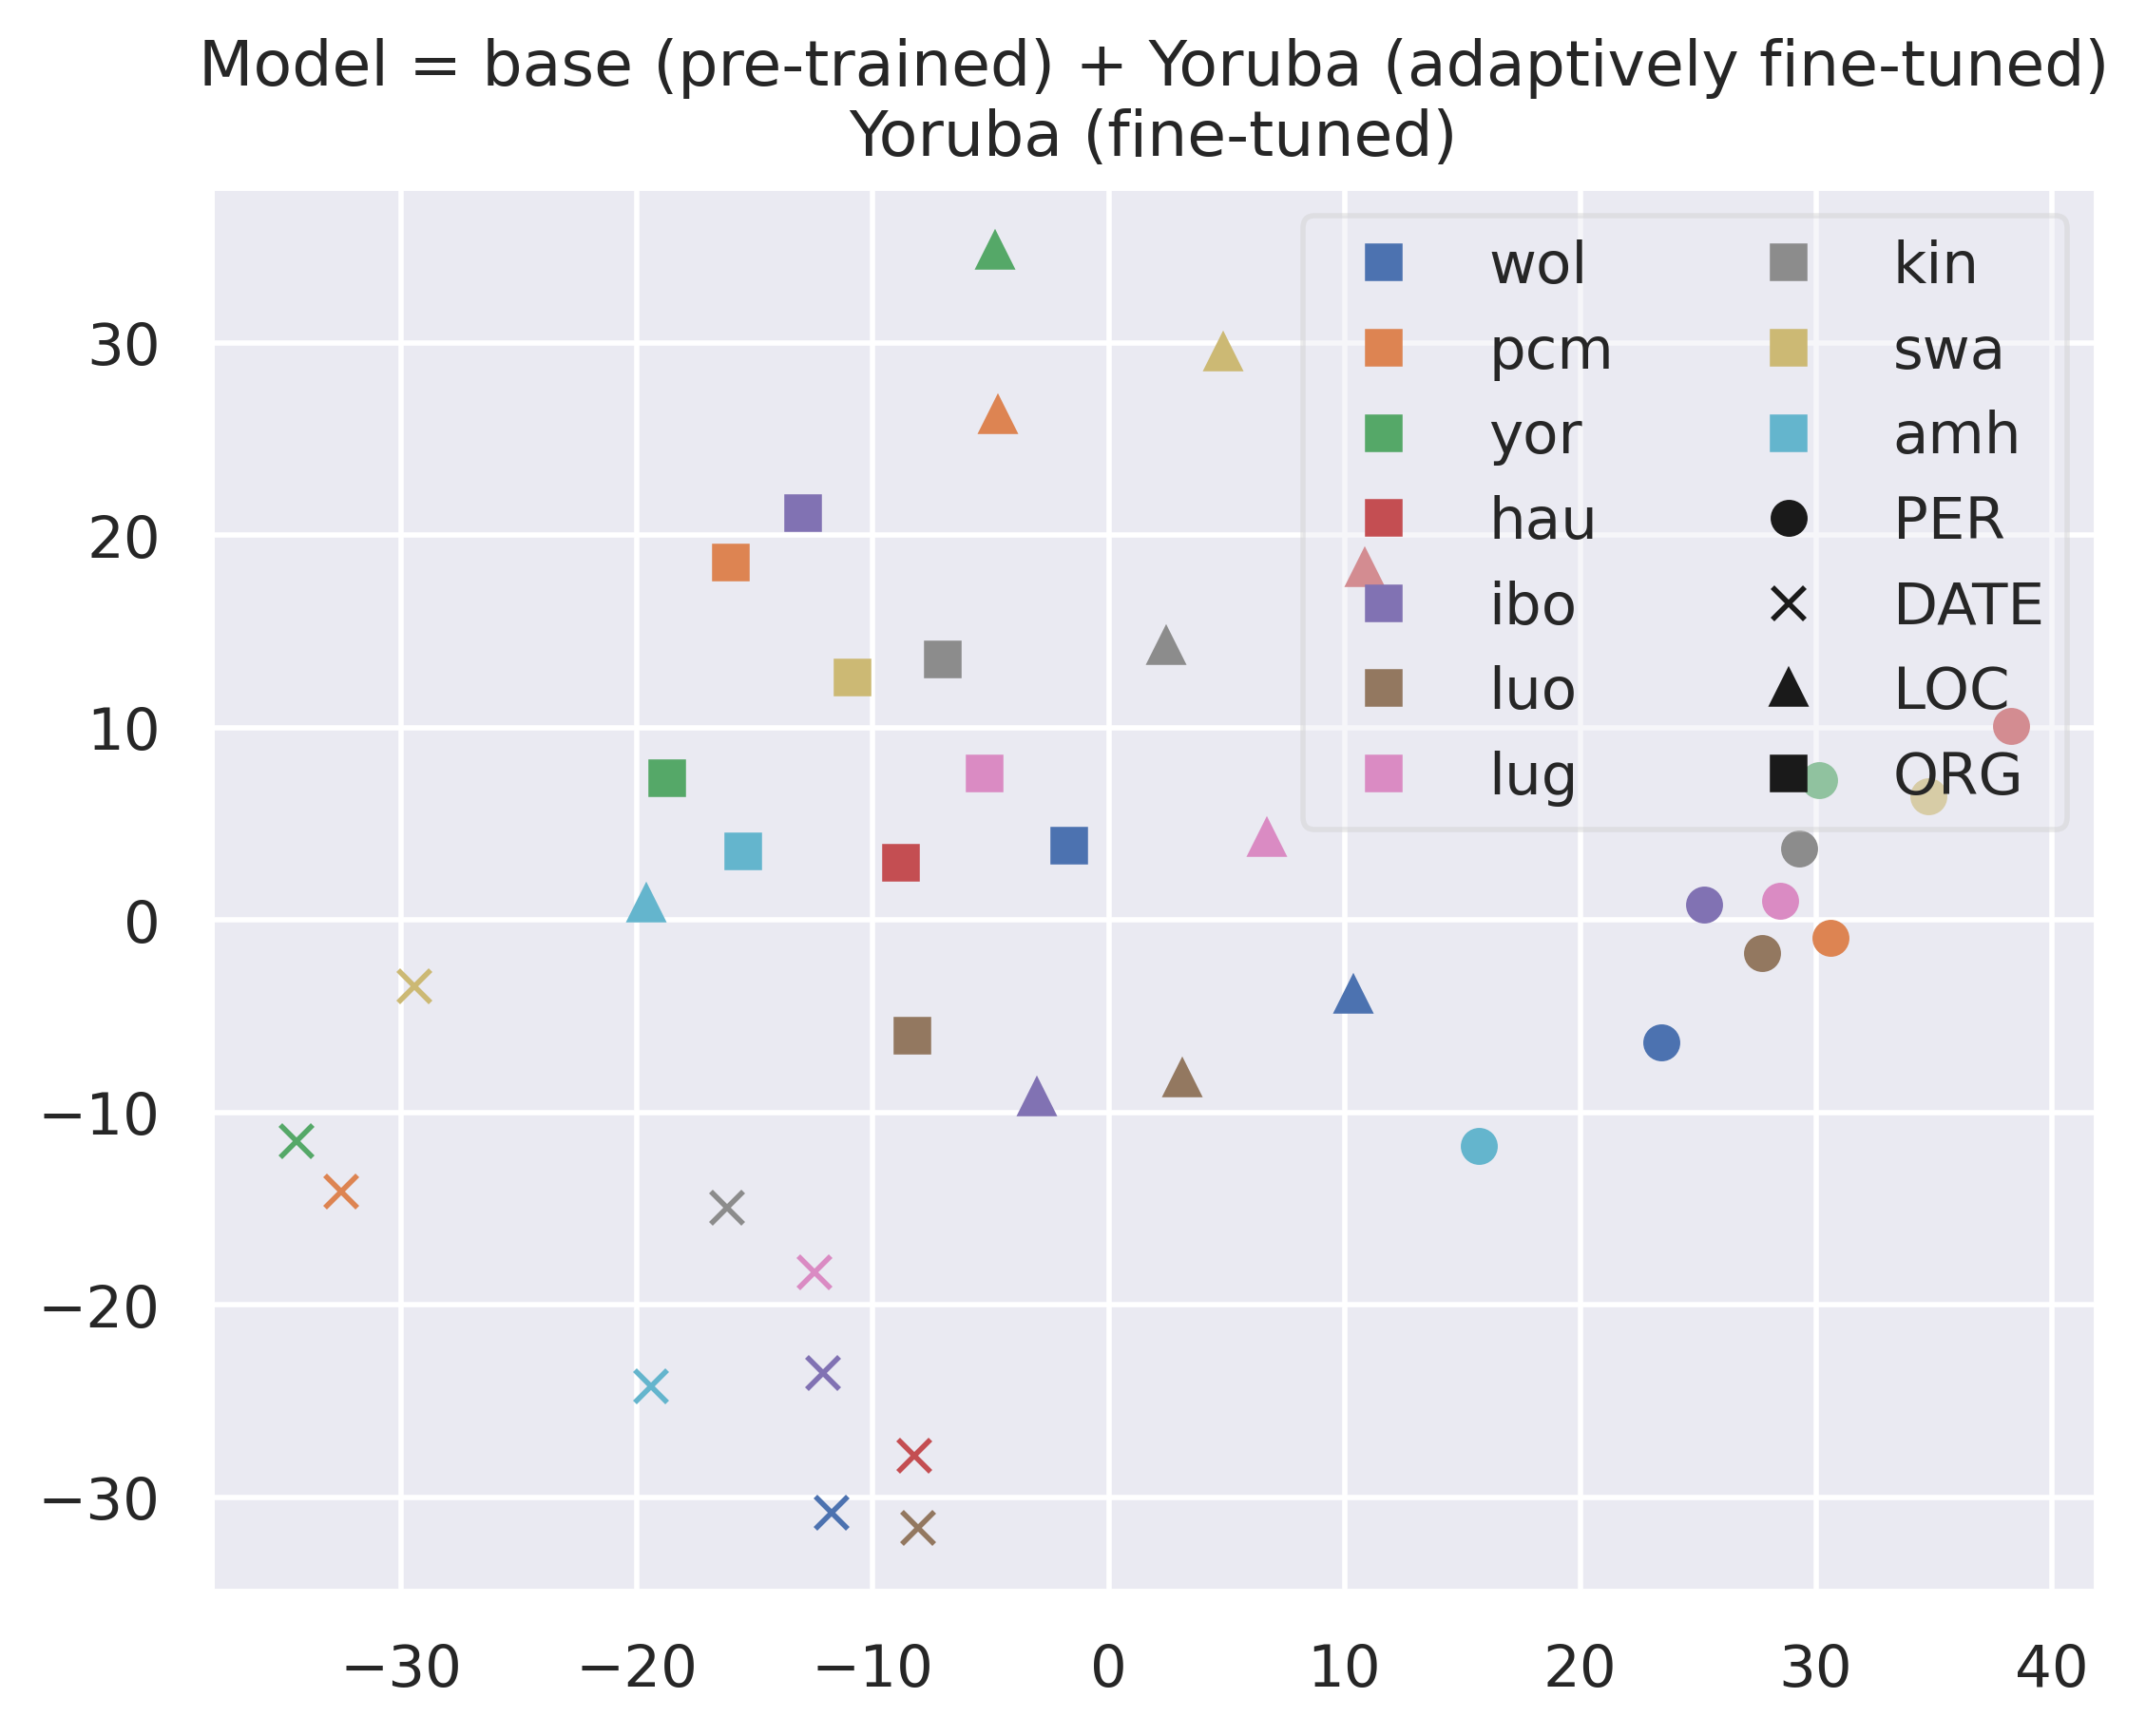 Model = base (pre-trained) + Yoruba (adaptively fine-tuned)
Yoruba (fine-tuned)
wol
pcm
yor
hau
ibo
luo
lug
kin
swa
amh
PER
DATE
LOC
ORG
30
20
10
0
−10
−20
−30
−30 −20 −10 0 10 20 30 40